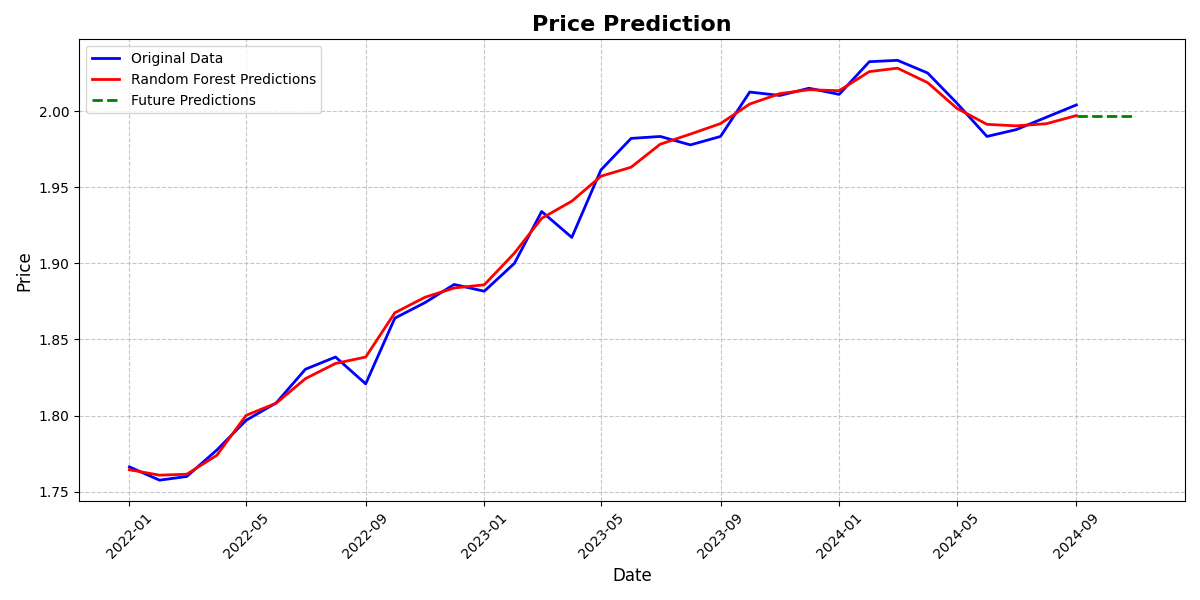 Price Prediction
Original Data
Random Forest Predictions
Future Predictions
Price
2.00
1.95
1.90
1.85
1.80
1.75
2022-01
2022-05
2022-09
2023-01
2023-05
2023-09
2024-01
2024-05
2024-09
Date